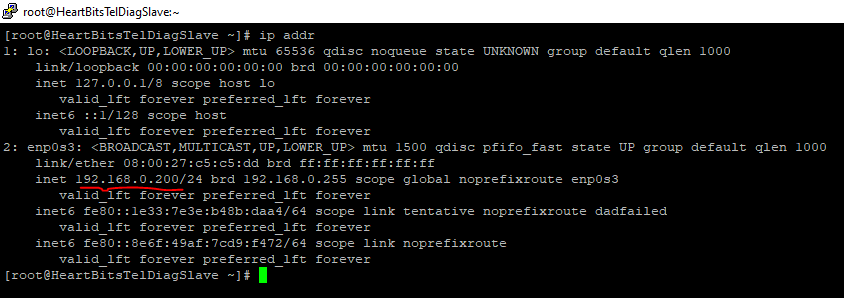 root@HeartBitsTelDiagSlave:~
[root@HeartBitsTelDiagSlave ~]# ip addr
1: lo: <LOOPBACK,UP,LOWER_UP> mtu 65536 qdisc noqueue state UNKNOWN group default qlen 1000
link/loopback 00:00:00:00:00:00 brd 00:00:00:00:00:00
inet 127.0.0.1/8 scope host lo
valid_lft forever preferred_lft forever
inet6 ::1/128 scope host
valid_lft forever preferred_lft forever
2: enp0s3: <BROADCAST,MULTICAST,UP,LOWER_UP> mtu 1500 qdisc pfifo_fast state UP group default qlen 1000
link/ether 08:00:27:c5:c5:dd brd ff:ff:ff:ff:ff:ff
inet 192.168.0.200/24 brd 192.168.0.255 scope global noprefixroute enp0s3
valid_lft forever preferred_lft forever
inet6 fe80::1e33:7e3e:b48b:daa4/64 scope link tentative noprefixroute dadfailed
valid_lft forever preferred_lft forever
inet6 fe80::8e6f:49af:7cd9:f472/64 scope link noprefixroute
valid_lft forever preferred_lft forever
[root@HeartBitsTelDiagSlave ~]#